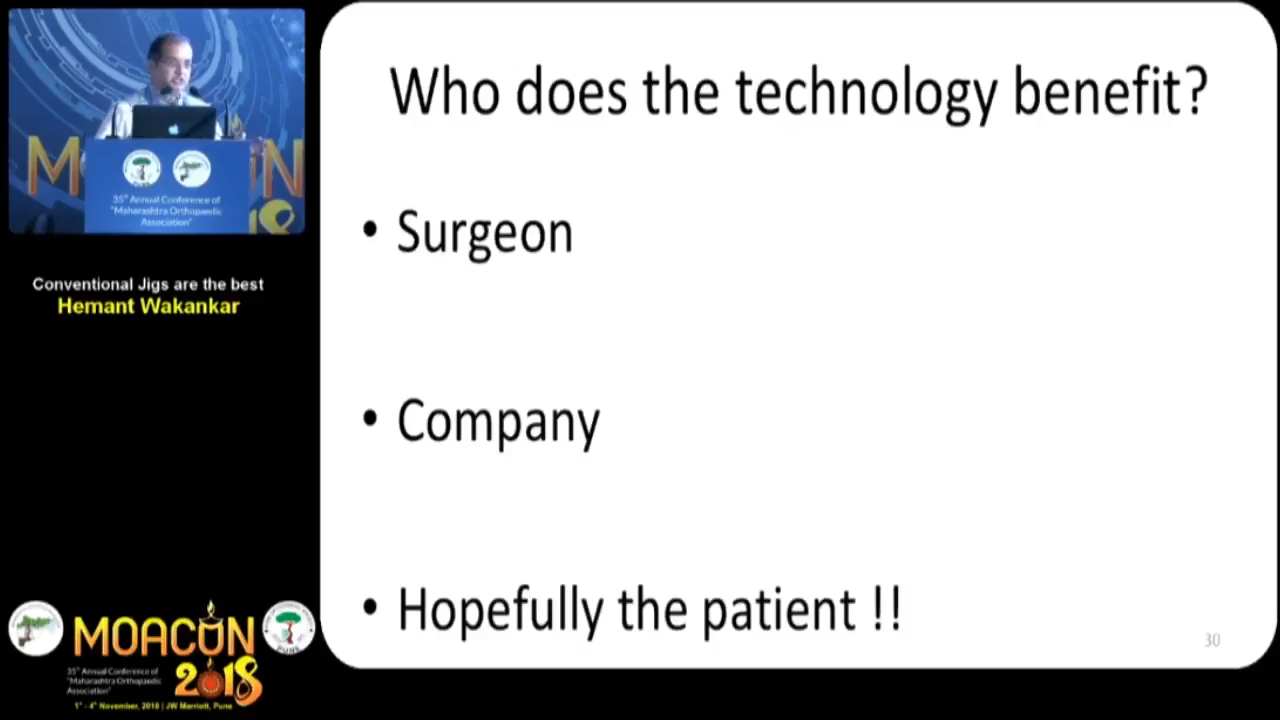 MOACON
18
35th Annual Conference of
"Maharashtra Orthopaedic
Association"
Conventional Jigs are the best
Hemant Wakankar
MOACON
2018
35th Annual Conference of
"Maharashtra Orthopaedic
Association"
1st - 4th November, 2018 | JW Marriott, Pune
Who does the technology benefit?
• Surgeon
• Company
• Hopefully the patient !!
30